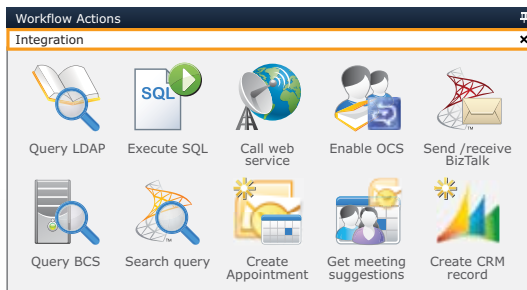 Workflow Actions
Integration
SQL
Query LDAP
Execute SQL
Call web
service
Enable OCS
Send /receive
BizTalk
Query BCS
Search query
Create
Appointment
Get meeting
suggestions
Create CRM
record